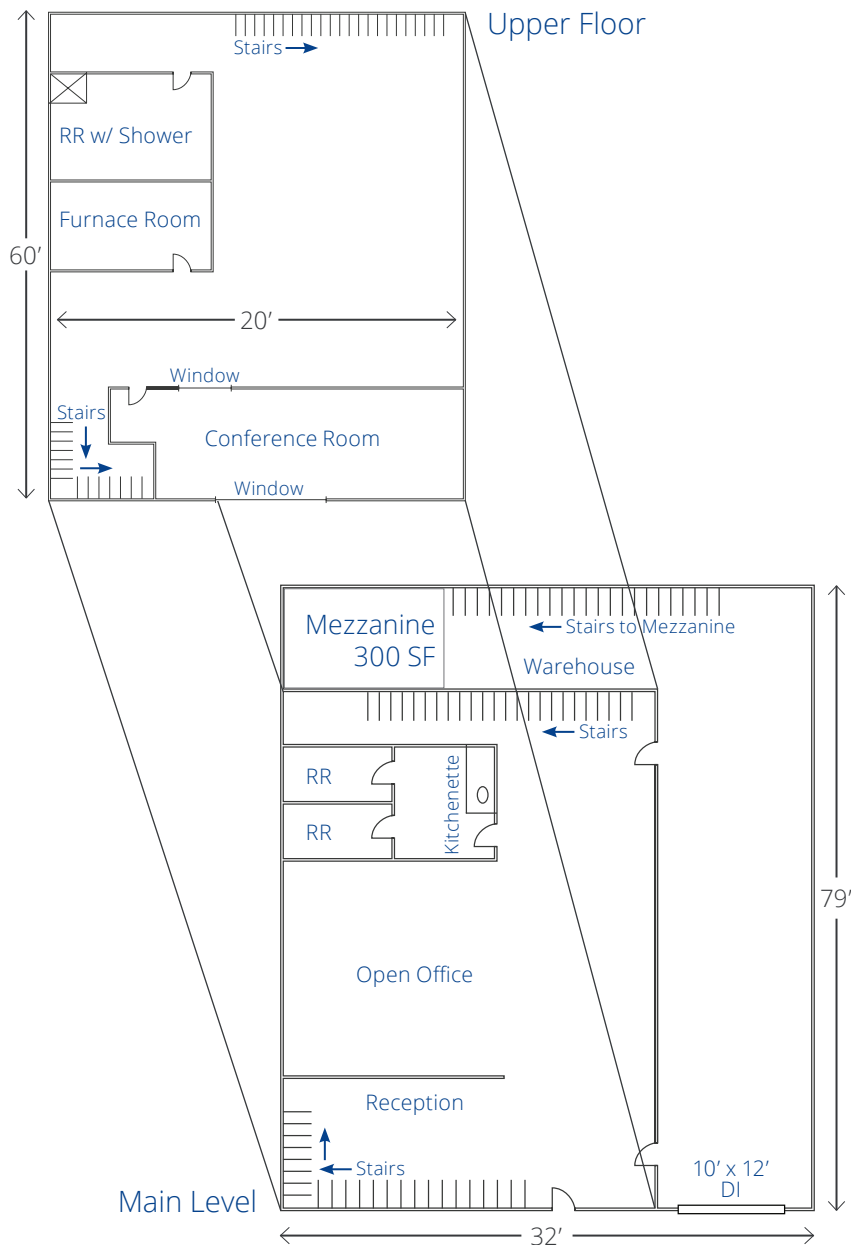 Upper Floor
Stairs
RR w/ Shower
Furnace Room
60’
20’
Window
Stairs
Conference Room
Window
Mezzanine
300 SF
Stairs to Mezzanine
Warehouse
Stairs
RR
Kitchenette
RR
79’
Open Office
Reception
Stairs
10’ x 12’
DI
Main Level
32’